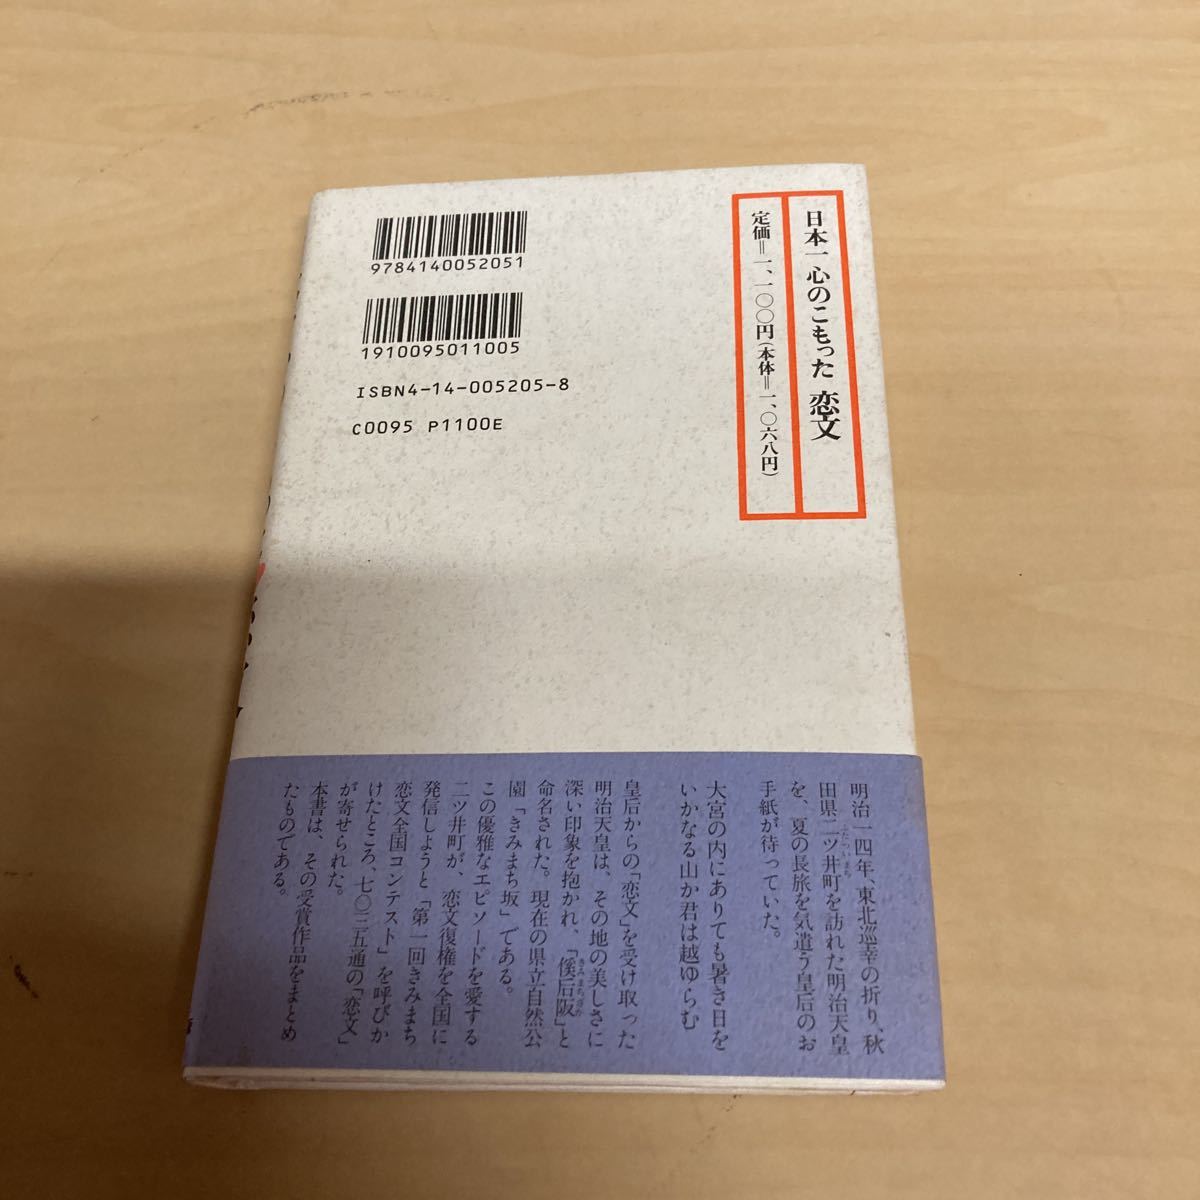 日本一 心のこもった 恋文
定価=一、一〇〇円(本体=一、〇六八円)
9784140052051
1910095011005
ISBN4-14-005205-8
C0095 P1100E
明治一四年、東北巡幸の折り、秋
田県二ツ井町を訪れた明治天皇
ふたついまち
を、夏の長旅を気遣う皇后のお
手紙が待っていた。
大宮の内にありても暑き日を
いかなる山か君は越ゆらむ
皇后からの「恋文」を受け取った
明治天皇は、その地の美しさに
深い印象を抱かれ、「徯后阪」と
きみまちざか
命名された。現在の県立自然公
園「きみまち坂」である。
この優雅なエピソードを愛する
二ツ井町が、恋文復権を全国に
発信しようと「第一回きみまち
恋文全国コンテスト」を呼びか
けたところ、七〇三五通の「恋文」
が寄せられた。
本書は、その受賞作品をまとめ
たものである。